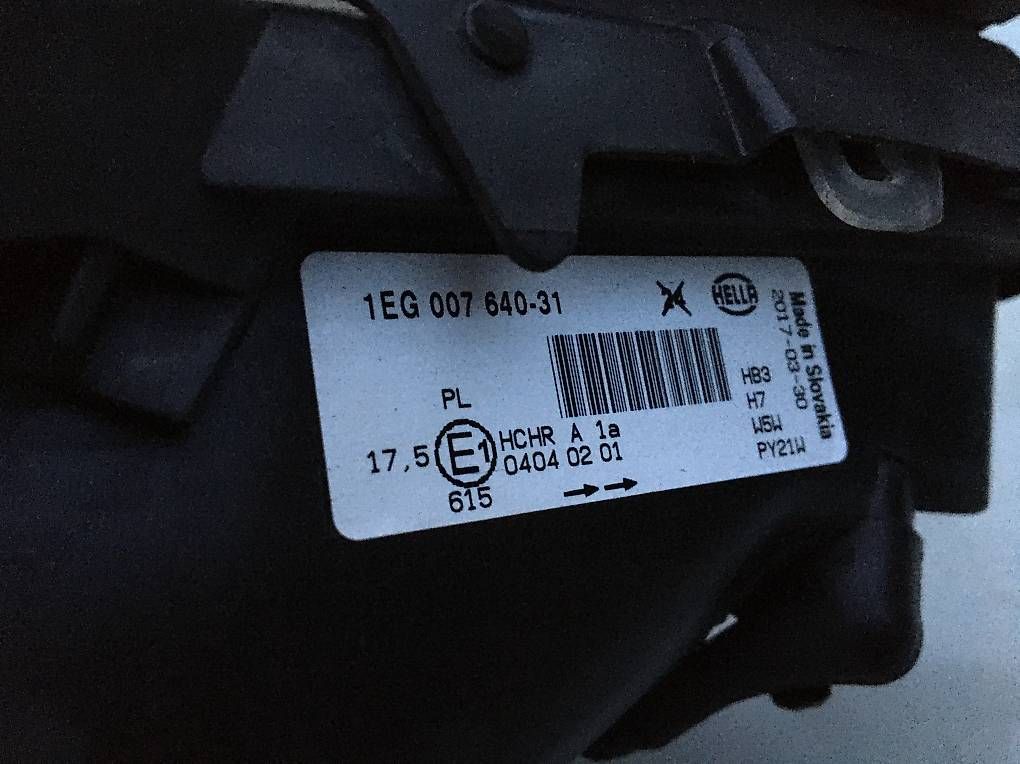 1EG 007 640-31
HELLA
Made in Slovakia
2017-03-30
HB3
H7
W5W
PY21W
PL
17,5 E1 HCHR A 1a
0404 02 01
615